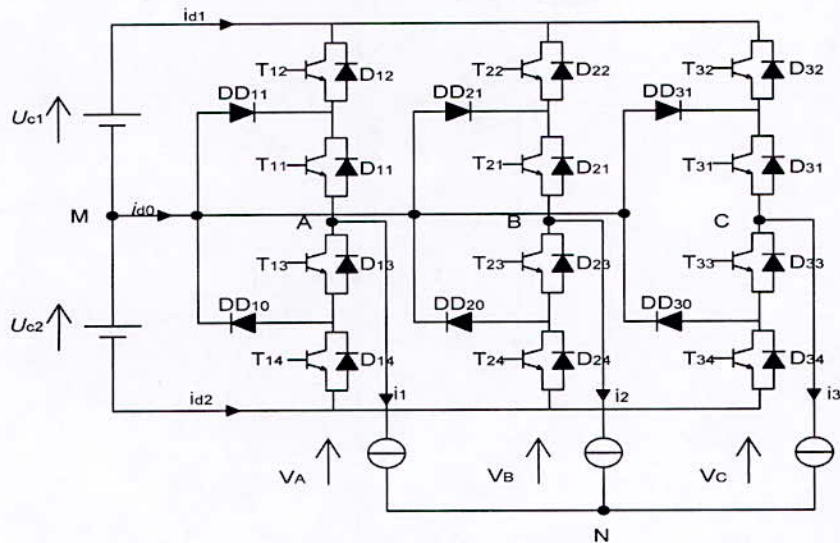 id1
T12 D12 T22 D22 T32 D32
DD11 DD21 DD31
Uc1
T11 D11 T21 D21 T31 D31
M id0 A B C
T13 D13 T23 D23 T33 D33
DD10 DD20 DD30
Uc2
T14 D14 T24 D24 T34 D34
id2 i1 i2 i3
VA VB VC
N